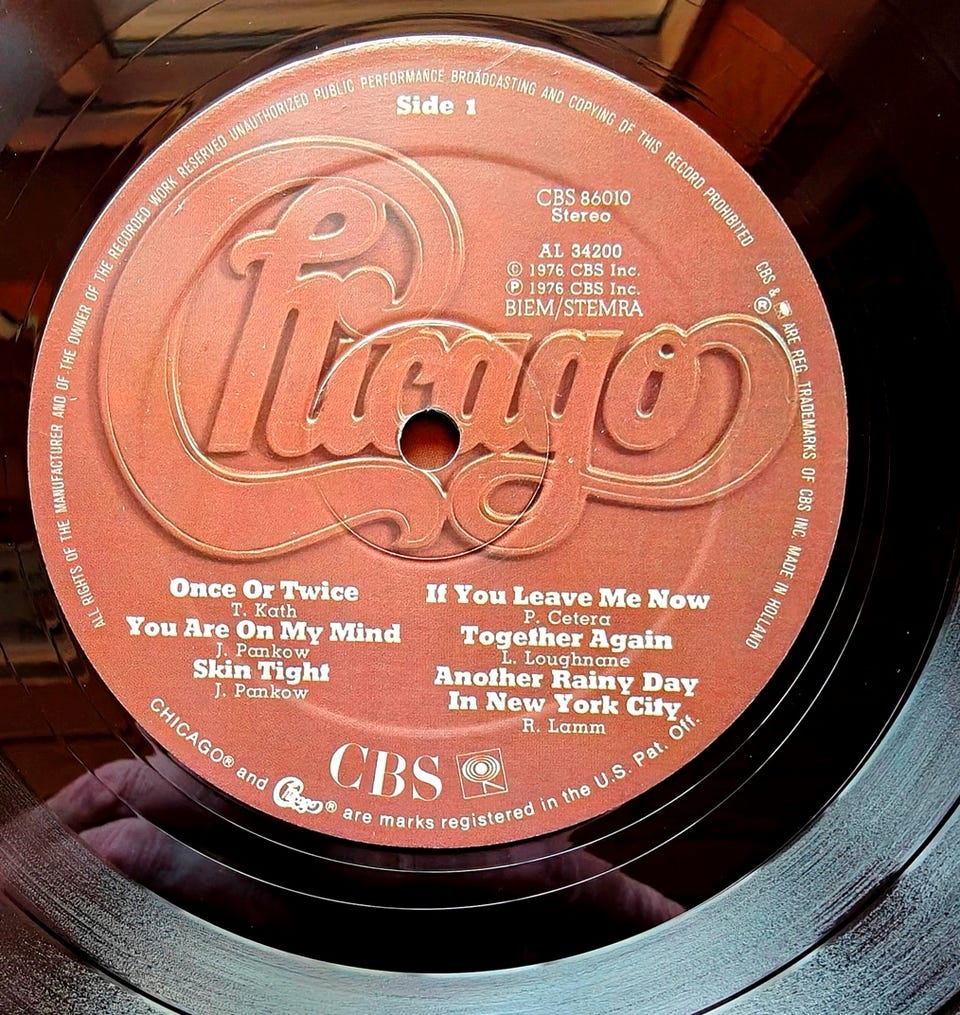 ALL RIGHTS OF THE MANUFACTURER AND OF THE OWNER OF THE RECORDED WORK RESERVED UNAUTHORIZED PUBLIC PERFORMANCE BROADCASTING AND COPYING OF THIS RECORD PROHIBITED
CBS & ® ARE REG. TRADEMARKS OF CBS INC MADE IN HOLLAND
Side 1
CBS 86010
Stereo
AL 34200
© 1976 CBS Inc.
℗ 1976 CBS Inc.
BIEM/STEMRA
Chicago
Once Or Twice
T. Kath
You Are On My Mind
J. Pankow
Skin Tight
J. Pankow
If You Leave Me Now
P. Cetera
Together Again
L. Loughnane
Another Rainy Day
In New York City
R. Lamm
CBS
CHICAGO® and Chicago® are marks registered in the U.S. Pat. Off.